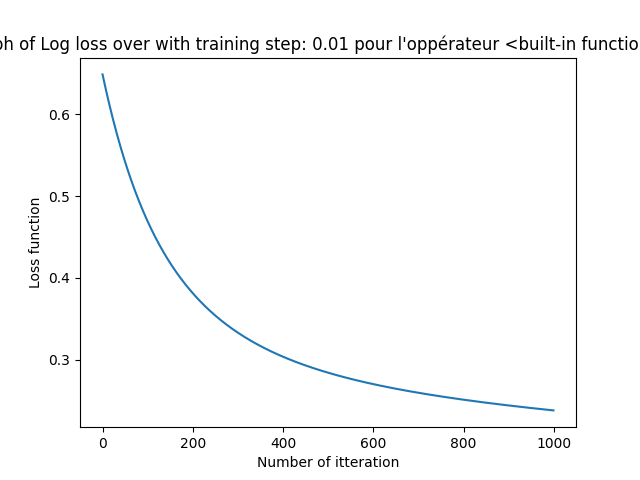 ph of Log loss over with training step: 0.01 pour l'oppérateur <built-in functio
0.6
0.5
0.4
0.3
Loss function
0 200 400 600 800 1000
Number of itteration